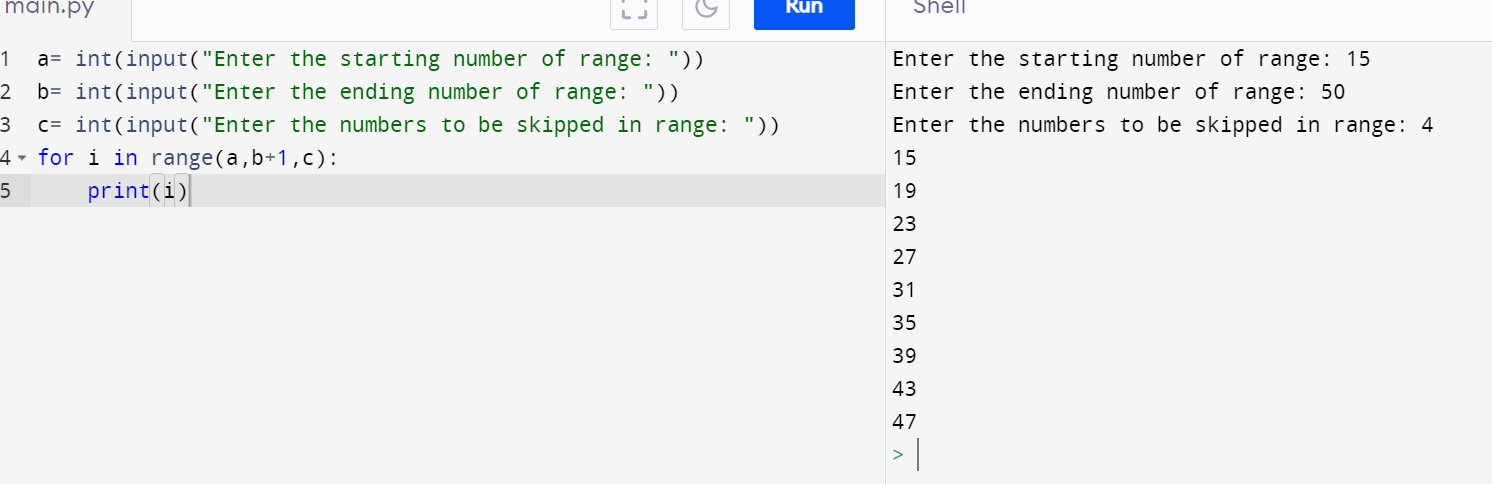 main.py Run Shell
1 a= int(input("Enter the starting number of range: "))
2 b= int(input("Enter the ending number of range: "))
3 c= int(input("Enter the numbers to be skipped in range: "))
4 for i in range(a,b+1,c):
5 print(i)
Enter the starting number of range: 15
Enter the ending number of range: 50
Enter the numbers to be skipped in range: 4
15
19
23
27
31
35
39
43
47
>